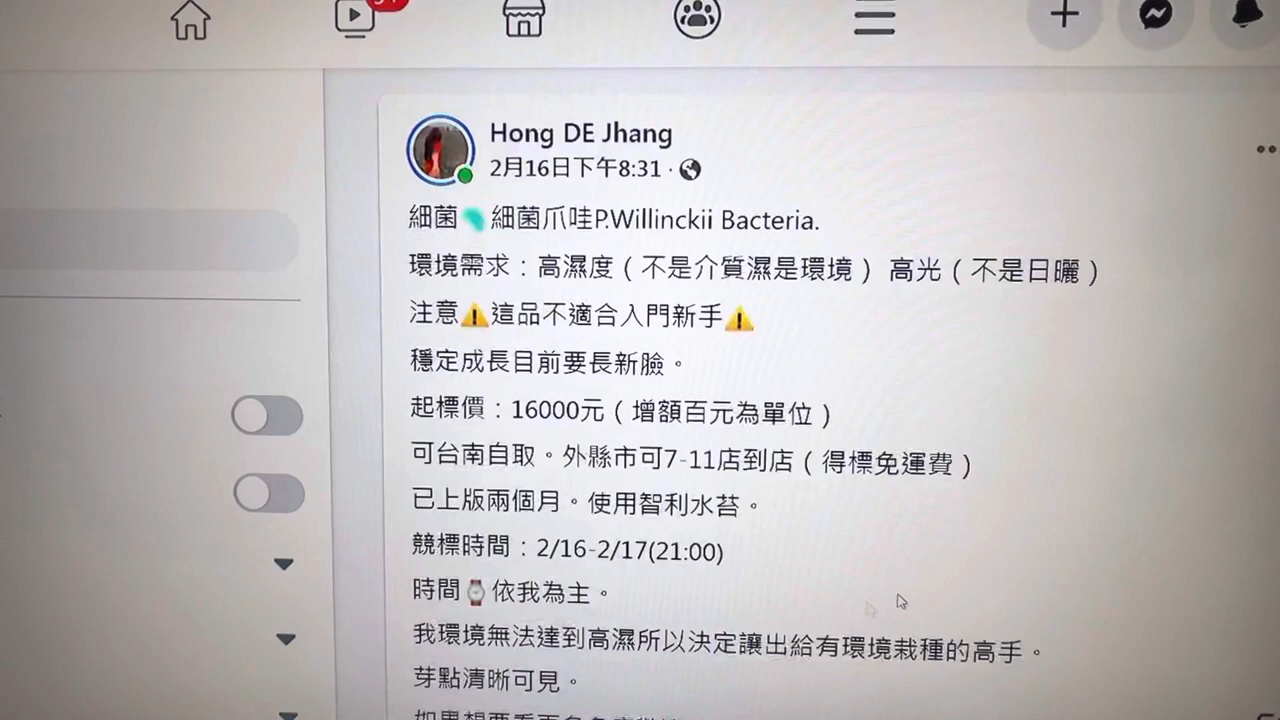 Hong DE Jhang
2月16日下午8:31 ·
細菌 細菌爪哇P.Willinckii Bacteria.
環境需求：高濕度（不是介質濕是環境） 高光（不是日曬）
注意⚠️這品不適合入門新手⚠️
穩定成長目前要長新臉。
起標價：16000元（增額百元為單位）
可台南自取。外縣市可7-11店到店（得標免運費）
已上版兩個月。使用智利水苔。
競標時間：2/16-2/17(21:00)
時間⌚依我為主。
我環境無法達到高濕所以決定讓出給有環境栽種的高手。
芽點清晰可見。